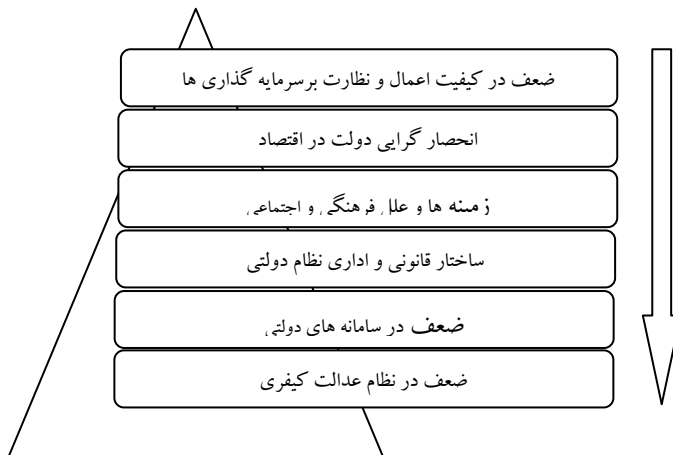 ضعف در کیفیت اعمال و نظارت برسرمایه گذاری ها
انحصار گرایی دولت در اقتصاد
زمینه ها و علل فرهنگی و اجتماعی
ساختار قانونی و اداری نظام دولتی
ضعف در سامانه های دولتی
ضعف در نظام عدالت کیفری